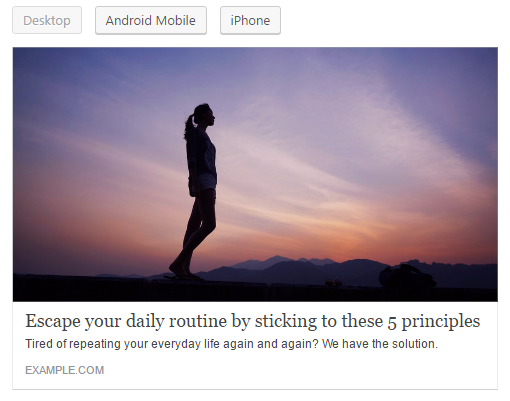 Desktop Android Mobile iPhone
Escape your daily routine by sticking to these 5 principles
Tired of repeating your everyday life again and again? We have the solution.
EXAMPLE.COM